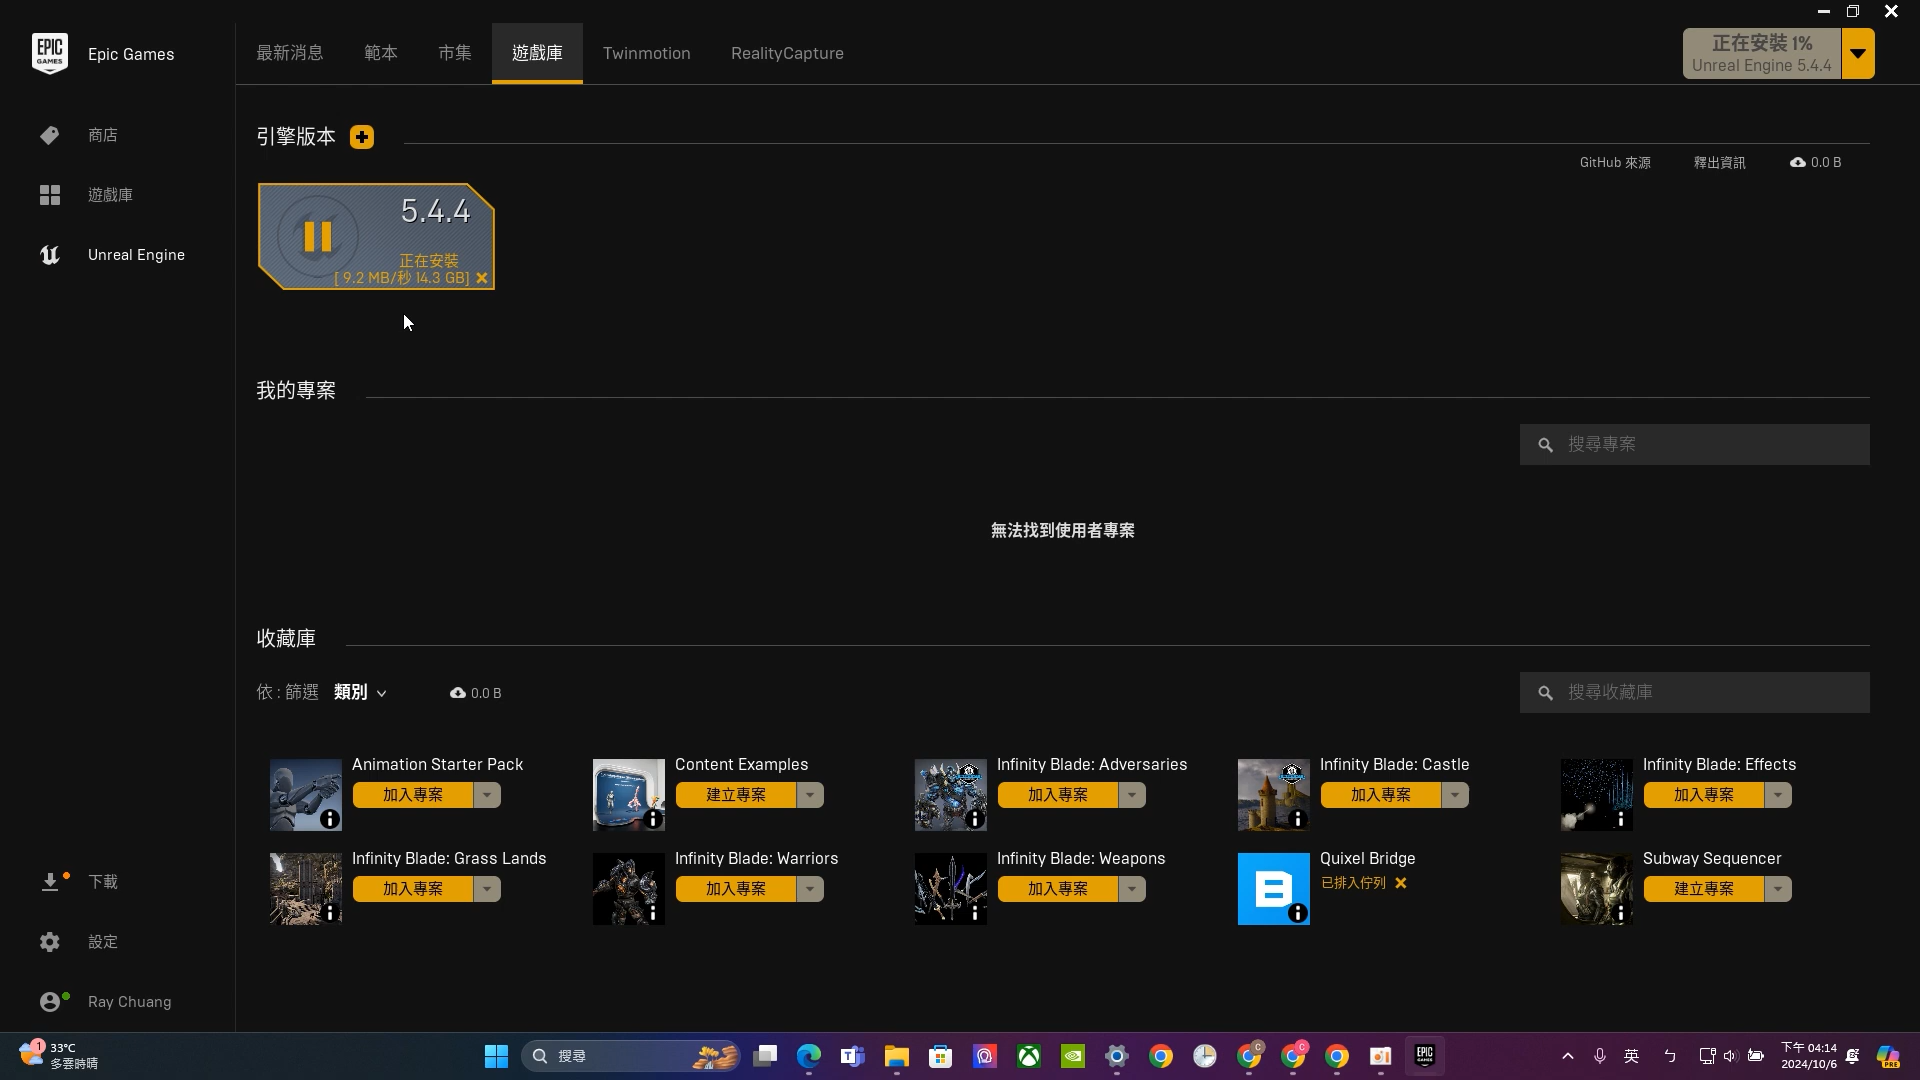 EPIC GAMES
Epic Games
最新消息
範本
市集
遊戲庫
Twinmotion
RealityCapture
正在安裝 1%
Unreal Engine 5.4.4
商店
遊戲庫
Unreal Engine
引擎版本
GitHub 來源
釋出資訊
0.0 B
5.4.4
正在安裝
[ 9.2 MB/秒 14.3 GB]
我的專案
搜尋專案
無法找到使用者專案
收藏庫
依 : 篩選 類別
0.0 B
搜尋收藏庫
Animation Starter Pack
加入專案
Content Examples
建立專案
Infinity Blade: Adversaries
加入專案
Infinity Blade: Castle
加入專案
Infinity Blade: Effects
加入專案
Infinity Blade: Grass Lands
加入專案
Infinity Blade: Warriors
加入專案
Infinity Blade: Weapons
加入專案
Quixel Bridge
已排入佇列
Subway Sequencer
建立專案
下載
設定
Ray Chuang
1
33°C
多雲時晴
搜尋
C
C
EPIC GAMES
英
ㄅ
下午 04:14
2024/10/6
PRE